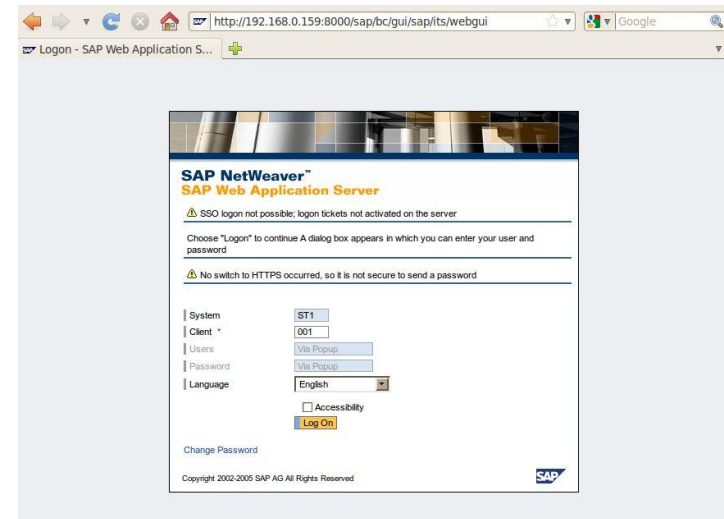 http://192.168.0.159:8000/sap/bc/gui/sap/its/webgui
Google
Logon - SAP Web Application S...
SAP NetWeaver™
SAP Web Application Server
SSO logon not possible; logon tickets not activated on the server
Choose "Logon" to continue A dialog box appears in which you can enter your user and
password
No switch to HTTPS occurred, so it is not secure to send a password
System ST1
Client * 001
Users Via Popup
Password Via Popup
Language English
Accessibility
Log On
Change Password
Copyright 2002-2005 SAP AG All Rights Reserved
SAP